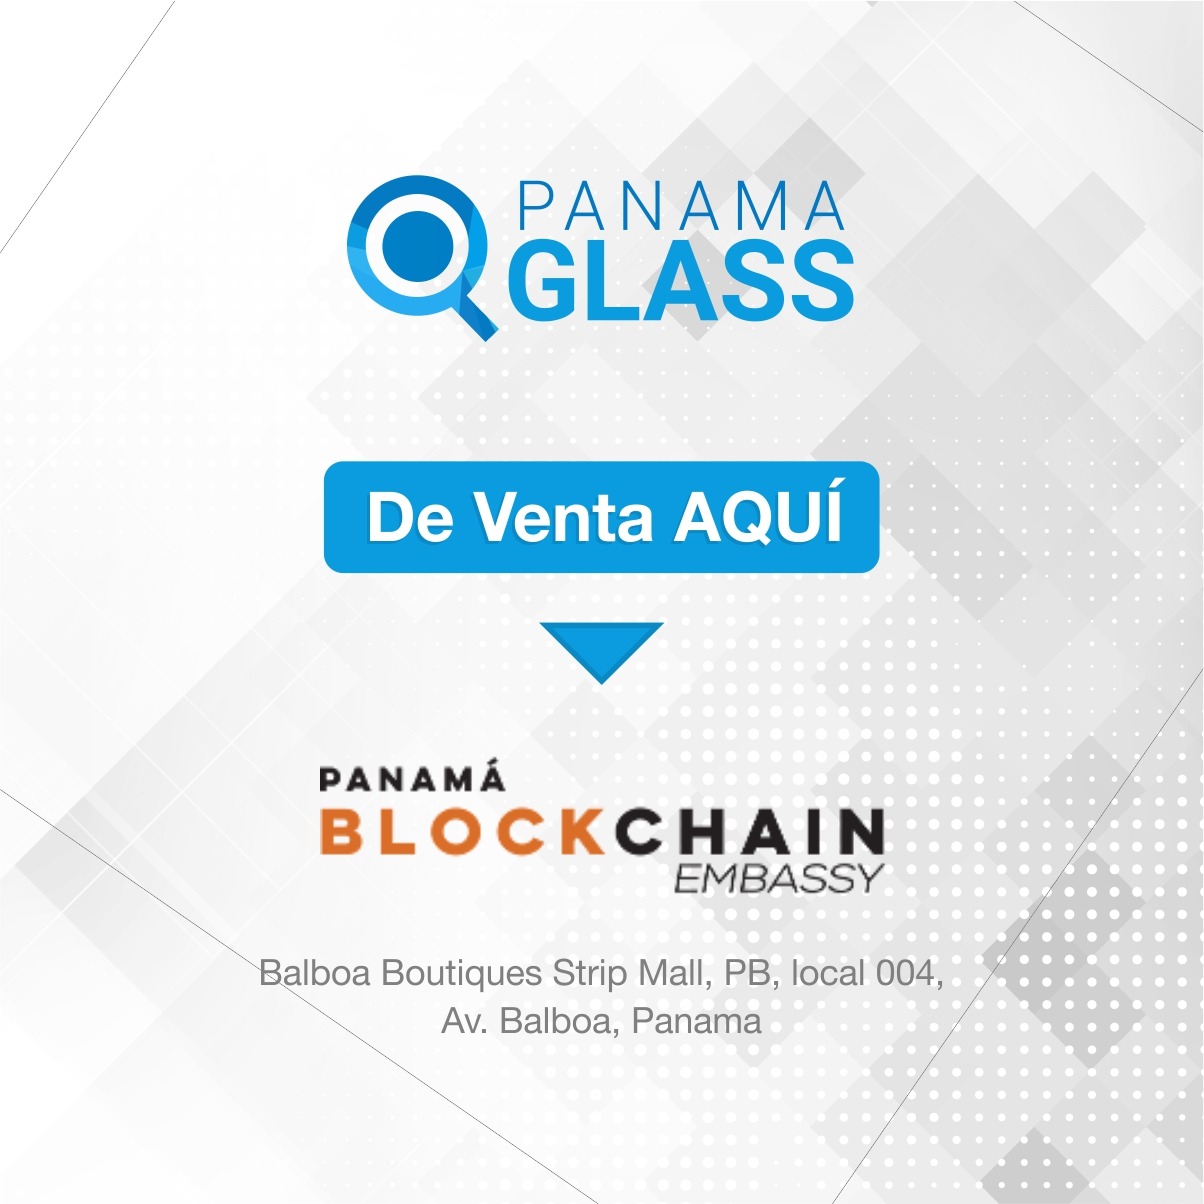 PANAMA
GLASS
De Venta AQUÍ
PANAMÁ
BLOCKCHAIN
EMBASSY
Balboa Boutiques Strip Mall, PB, local 004,
Av. Balboa, Panama